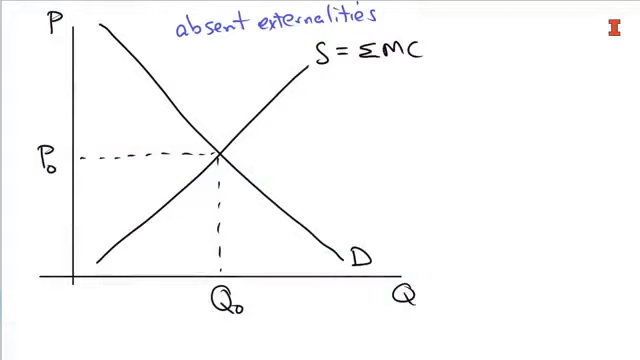 absent externalities
P
S = ΣMC
P₀
D
Q₀
Q
I